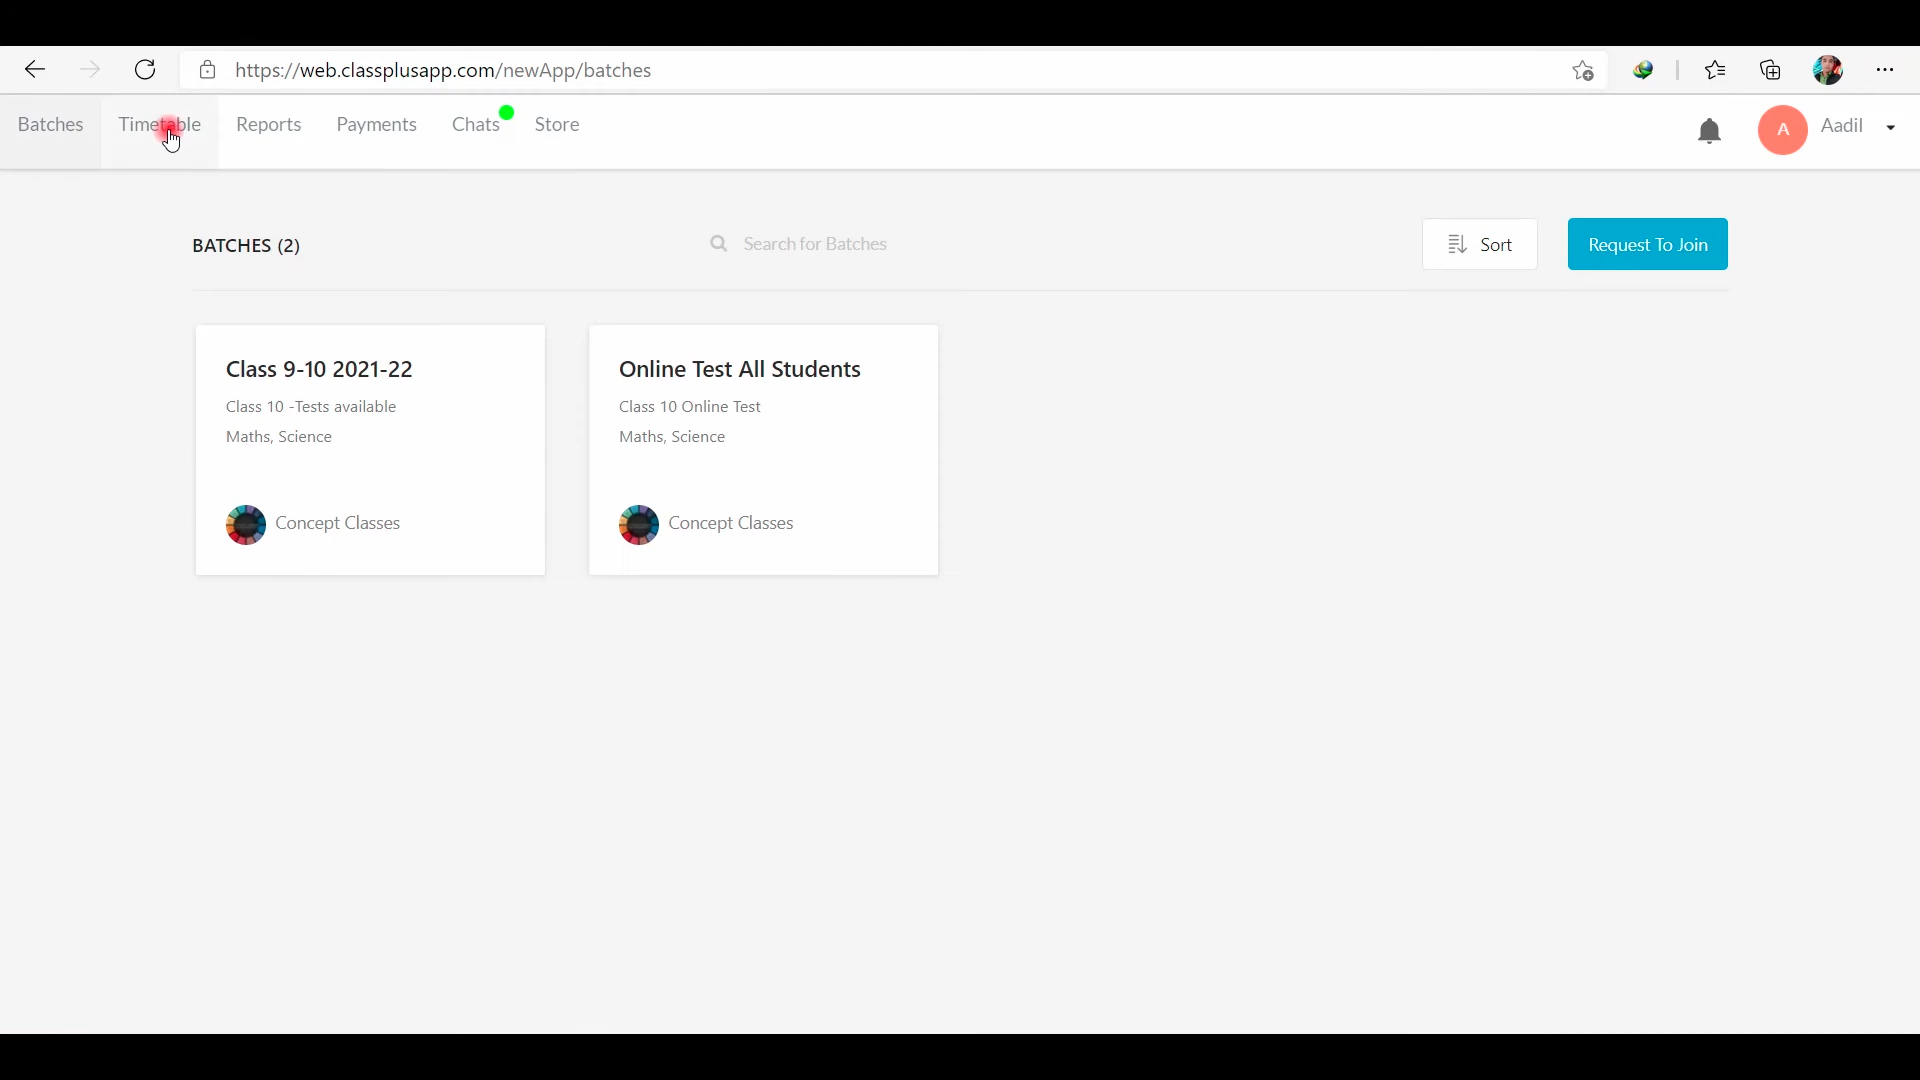 https://web.classplusapp.com/newApp/batches
Batches Timetable Reports Payments Chats Store A Aadil
BATCHES (2) Search for Batches Sort Request To Join
Class 9-10 2021-22
Class 10 -Tests available
Maths, Science
Concept Classes
Online Test All Students
Class 10 Online Test
Maths, Science
Concept Classes